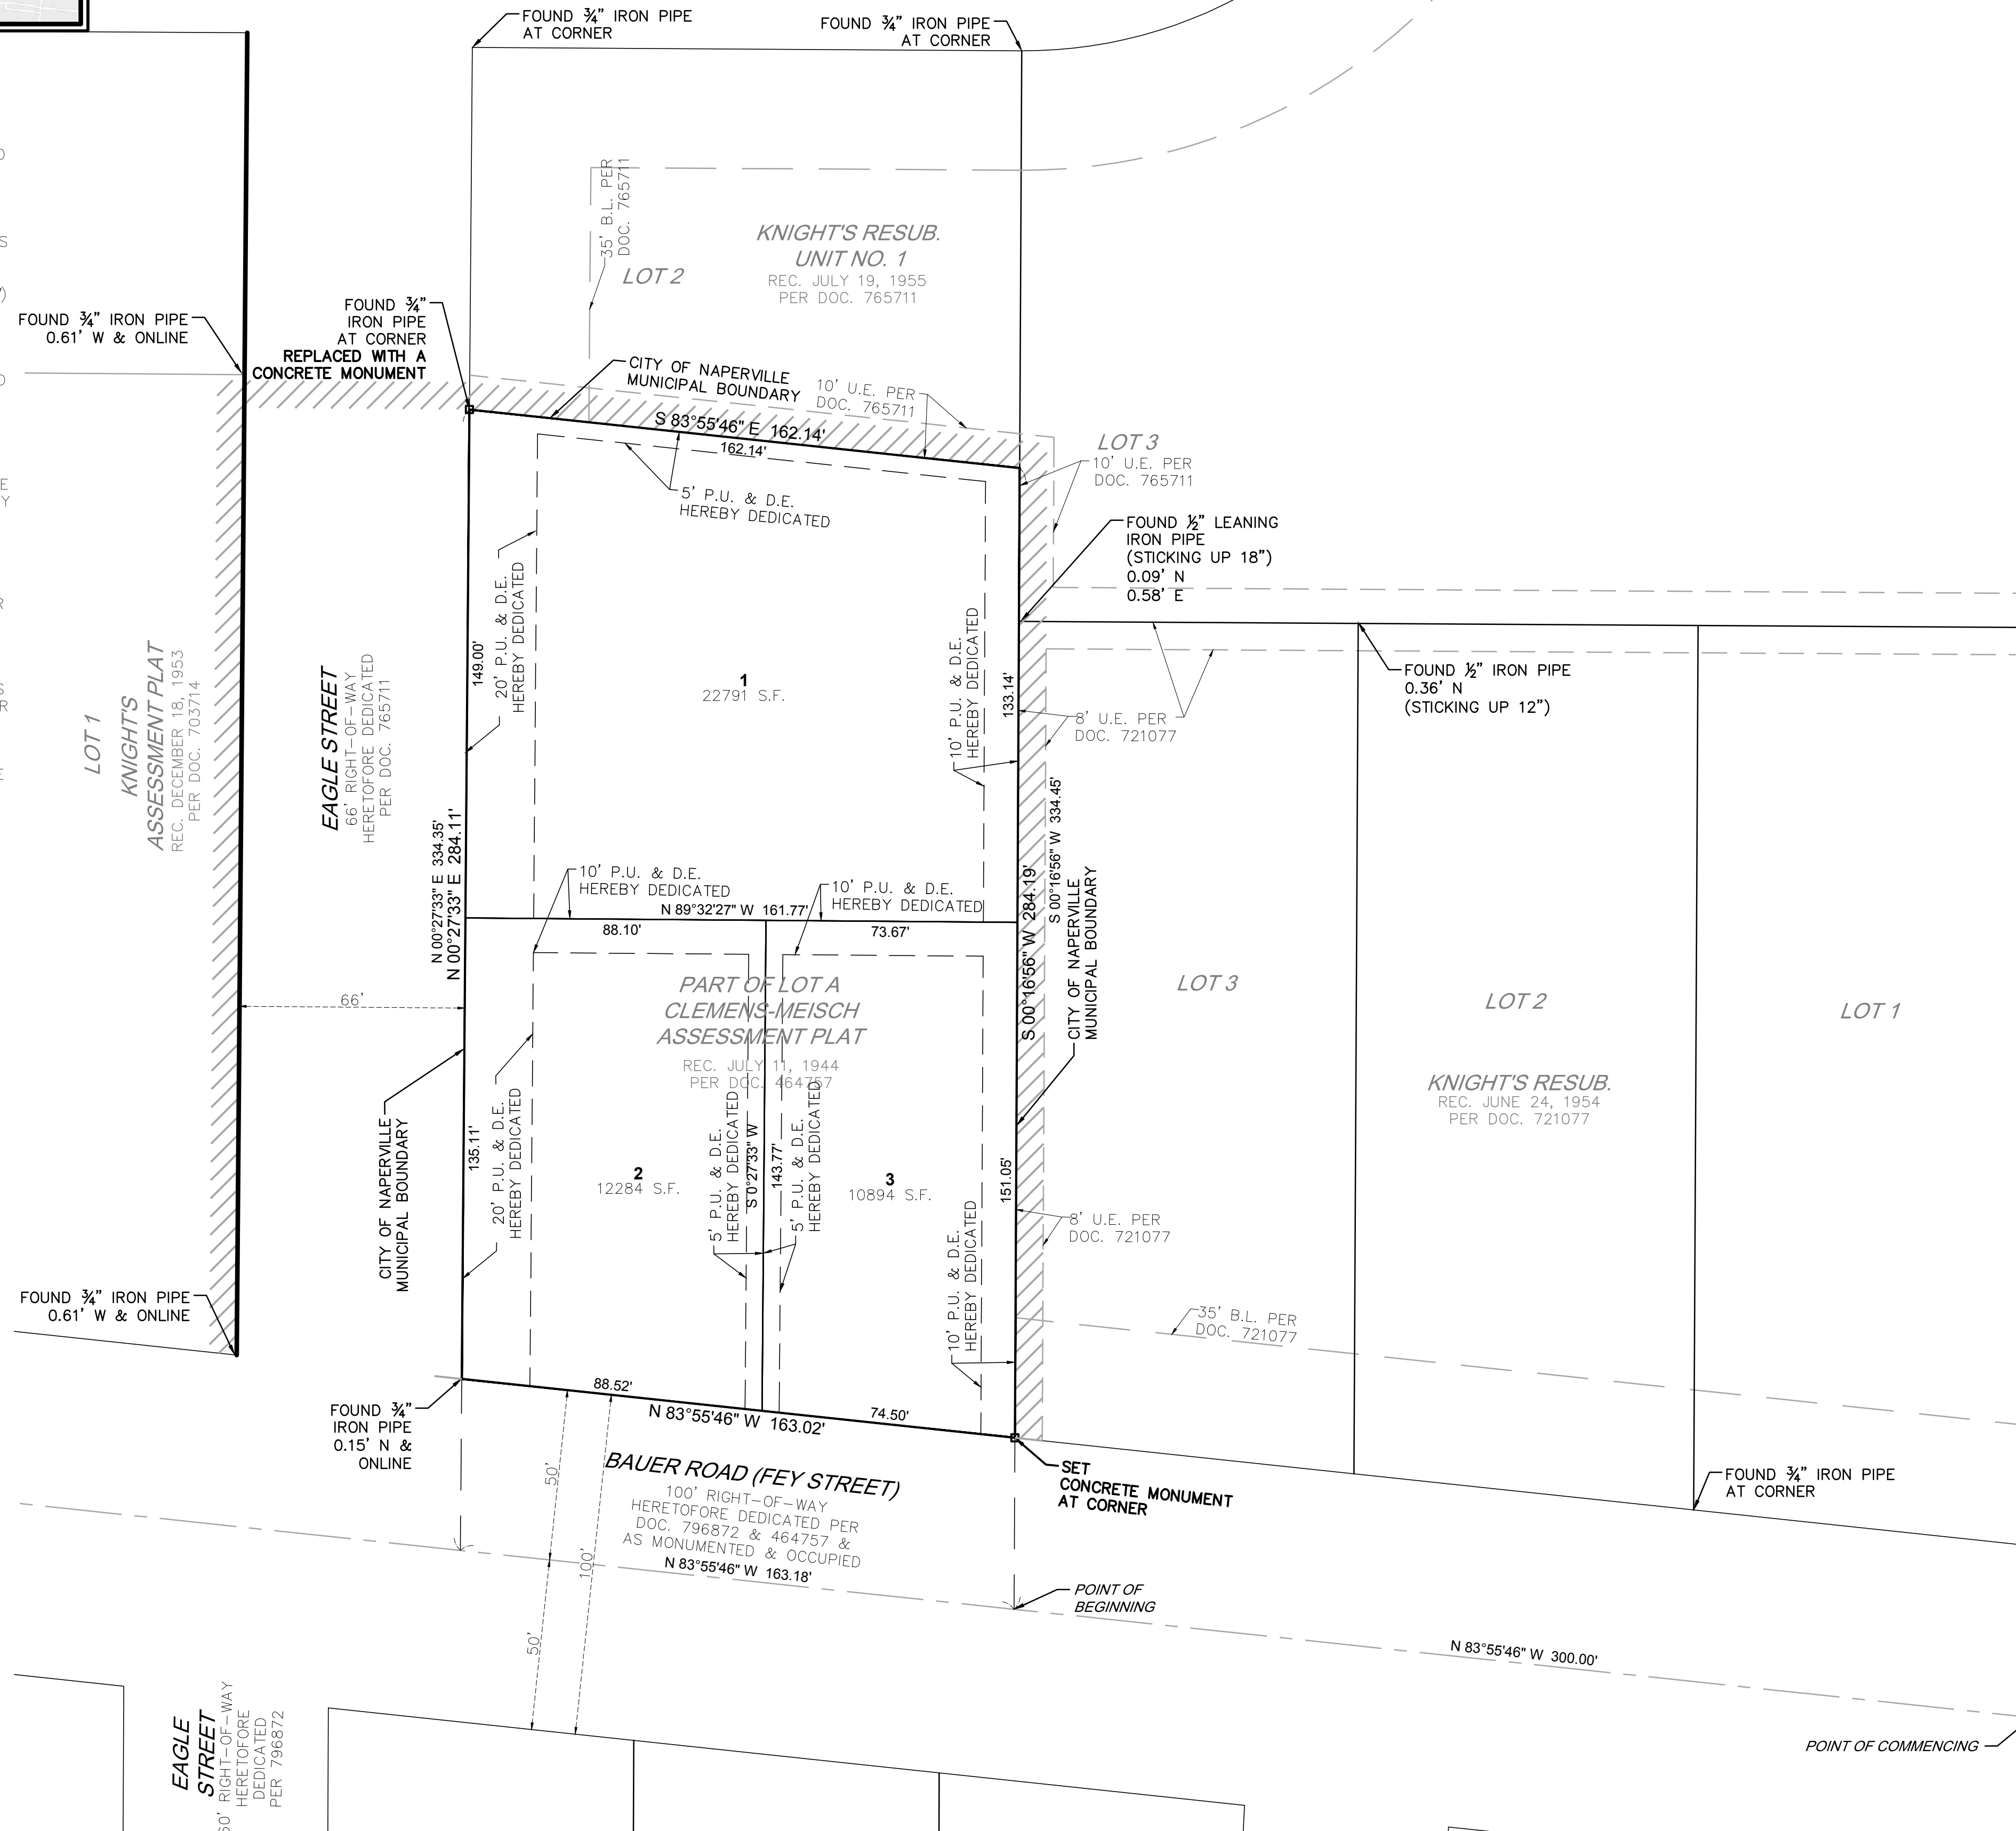 FOUND ¾" IRON PIPE
AT CORNER
FOUND ¾" IRON PIPE
AT CORNER
35' B.L. PER
DOC. 765711
KNIGHT'S RESUB.
UNIT NO. 1
REC. JULY 19, 1955
PER DOC. 765711
LOT 2
FOUND ¾" IRON PIPE
0.61' W & ONLINE
FOUND ¾"
IRON PIPE
AT CORNER
REPLACED WITH A
CONCRETE MONUMENT
CITY OF NAPERVILLE
MUNICIPAL BOUNDARY
10' U.E. PER
DOC. 765711
S 83°55'46" E 162.14'
162.14'
LOT 3
10' U.E. PER
DOC. 765711
5' P.U. & D.E.
HEREBY DEDICATED
FOUND ½" LEANING
IRON PIPE
(STICKING UP 18")
0.09' N
0.58' E
20' P.U. & D.E.
HEREBY DEDICATED
149.00'
10' P.U. & D.E.
HEREBY DEDICATED
133.14'
1
22791 S.F.
FOUND ½" IRON PIPE
0.36' N
(STICKING UP 12")
8' U.E. PER
DOC. 721077
LOT 1
KNIGHT'S
ASSESSMENT PLAT
REC. DECEMBER 18, 1953
PER DOC. 703714
EAGLE STREET
66' RIGHT-OF-WAY
HERETOFORE DEDICATED
PER DOC. 765711
N 00°27'33" E 334.35'
N 00°27'33" E 284.11'
S 00°16'56" W 284.19'
S 00°16'56" W 334.45'
CITY OF NAPERVILLE
MUNICIPAL BOUNDARY
10' P.U. & D.E.
HEREBY DEDICATED
10' P.U. & D.E.
HEREBY DEDICATED
N 89°32'27" W 161.77'
88.10'
73.67'
66'
PART OF LOT A
CLEMENS-MEISCH
ASSESSMENT PLAT
REC. JULY 11, 1944
PER DOC. 464757
LOT 3
LOT 2
LOT 1
KNIGHT'S RESUB.
REC. JUNE 24, 1954
PER DOC. 721077
CITY OF NAPERVILLE
MUNICIPAL BOUNDARY
135.11'
20' P.U. & D.E.
HEREBY DEDICATED
2
12284 S.F.
5' P.U. & D.E.
HEREBY DEDICATED
S 0°27'33" W
143.77'
5' P.U. & D.E.
HEREBY DEDICATED
3
10894 S.F.
151.05'
10' P.U. & D.E.
HEREBY DEDICATED
8' U.E. PER
DOC. 721077
35' B.L. PER
DOC. 721077
FOUND ¾" IRON PIPE
0.61' W & ONLINE
FOUND ¾"
IRON PIPE
0.15' N &
ONLINE
88.52'
N 83°55'46" W 163.02'
74.50'
BAUER ROAD (FEY STREET)
100' RIGHT-OF-WAY
HERETOFORE DEDICATED PER
DOC. 796872 & 464757 &
AS MONUMENTED & OCCUPIED
N 83°55'46" W 163.18'
50'
100'
50'
SET
CONCRETE MONUMENT
AT CORNER
FOUND ¾" IRON PIPE
AT CORNER
POINT OF
BEGINNING
N 83°55'46" W 300.00'
POINT OF COMMENCING
EAGLE
STREET
RIGHT-OF-WAY
HERETOFORE
DEDICATED
PER 796872